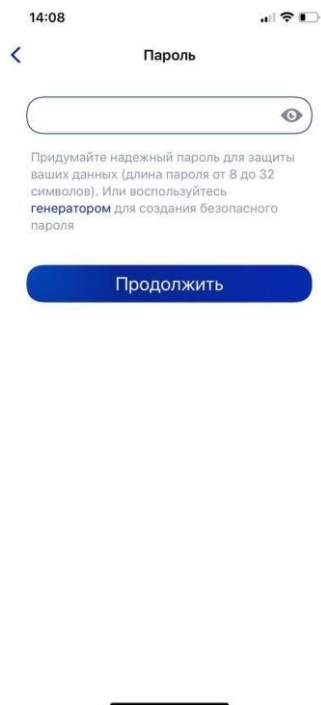 14:08
Пароль
Придумайте надежный пароль для защиты
ваших данных (длина пароля от 8 до 32
символов). Или воспользуйтесь
генератором для создания безопасного
пароля
Продолжить